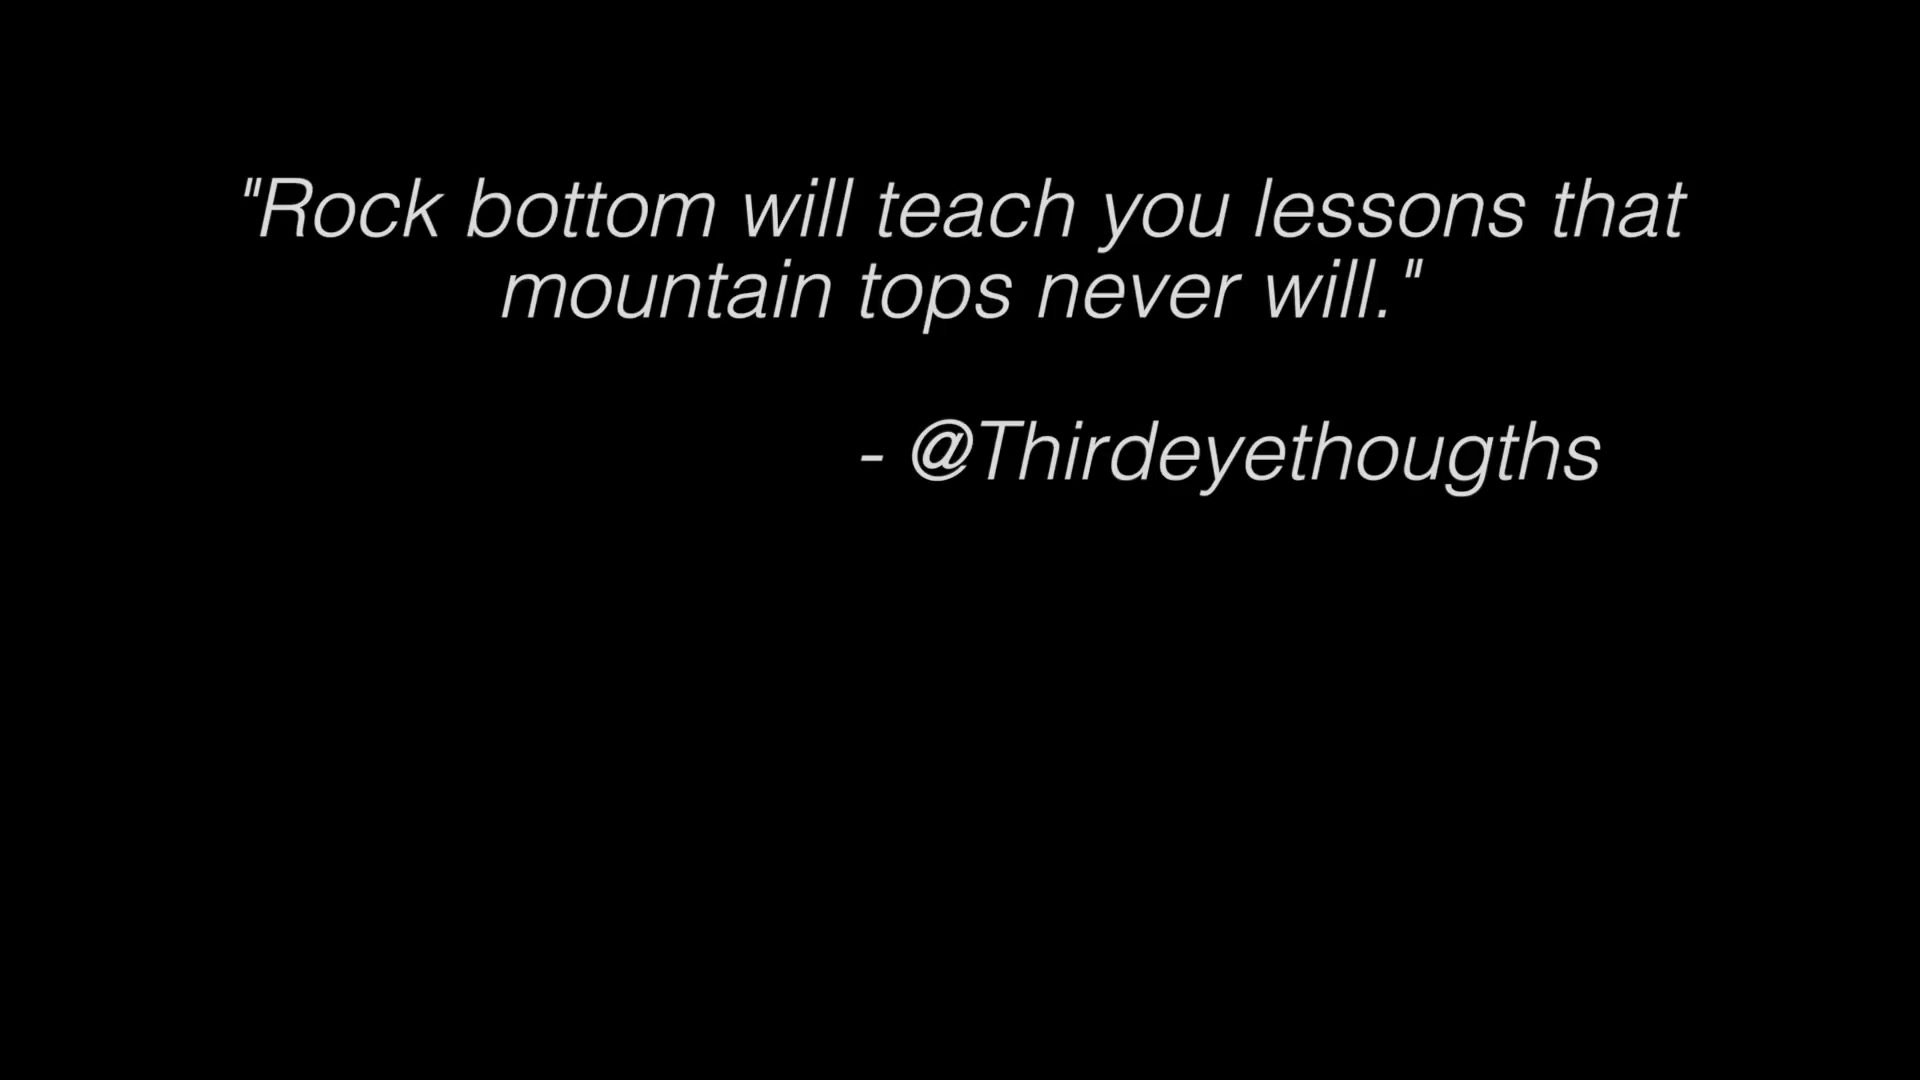 "Rock bottom will teach you lessons that
mountain tops never will."
- @Thirdeyethougths